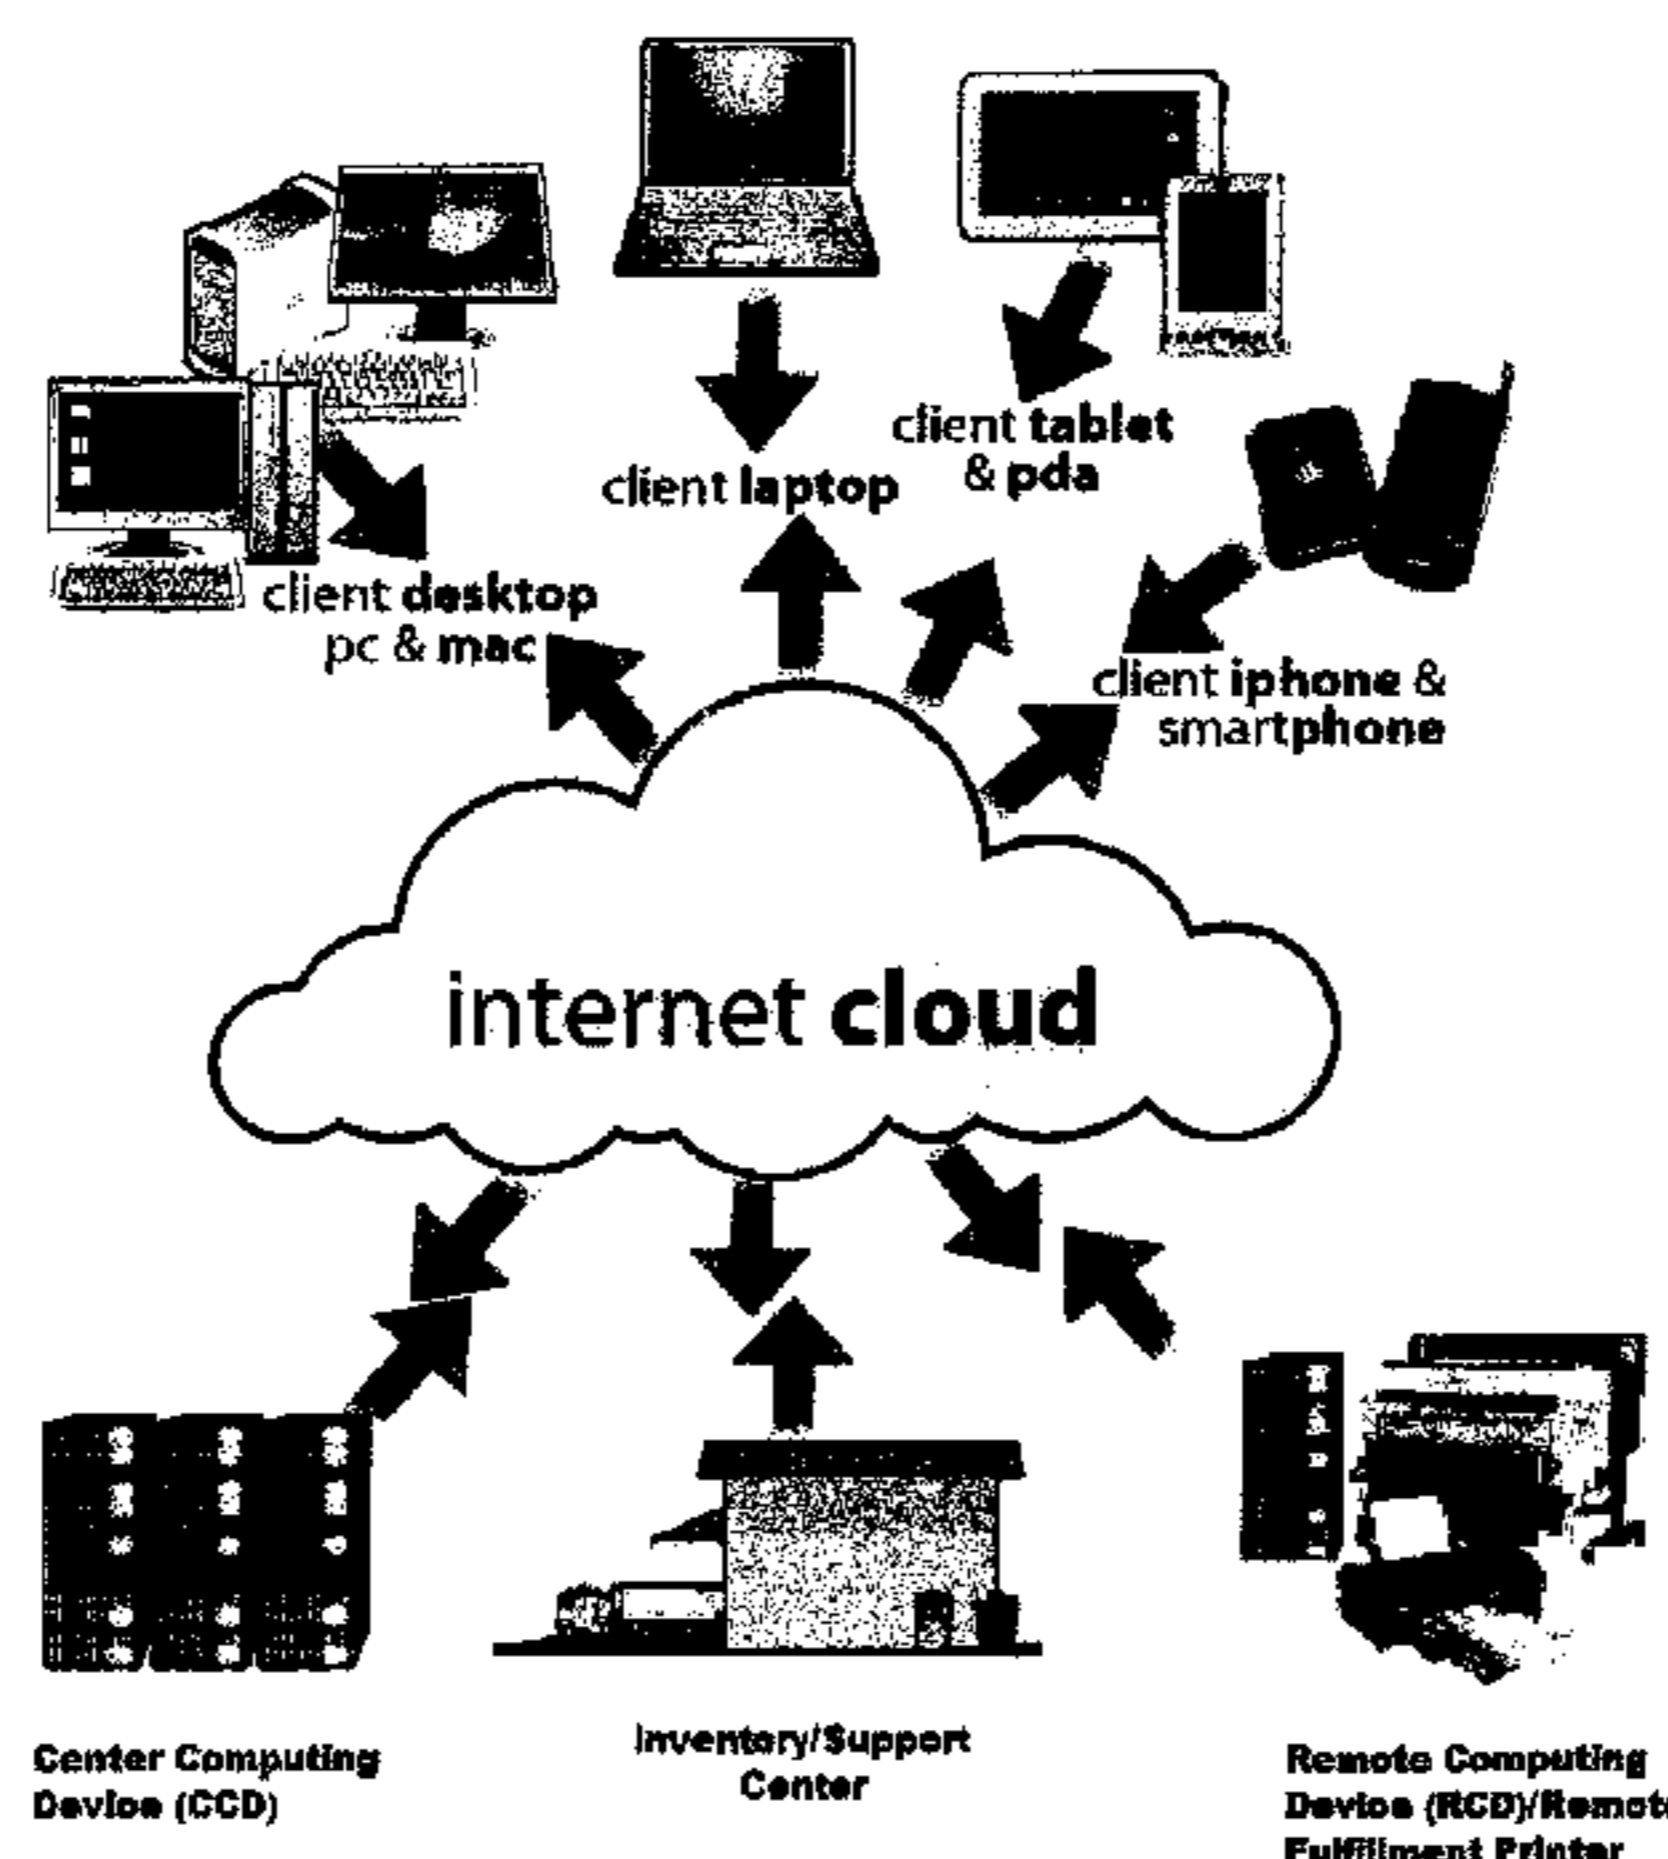 client tablet
& pda
client laptop
client desktop
pc & mac
client iphone &
smartphone
internet cloud
Center Computing
Device (CCD)
Inventory/Support
Center
Remote Computing
Device (RCD)/Remote
Fulfillment Printer